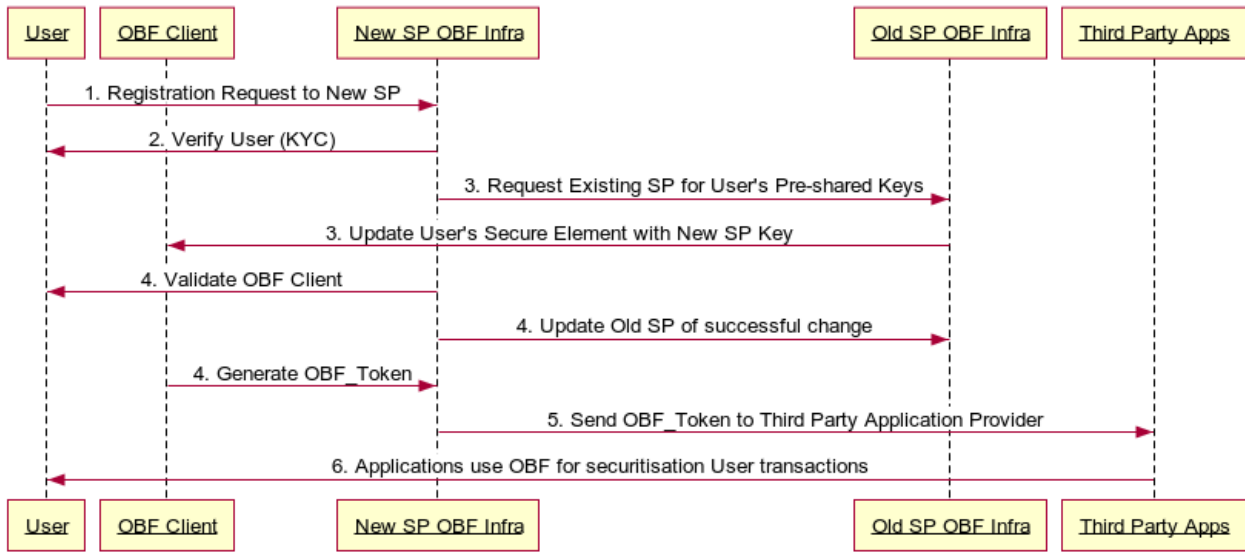 User
OBF Client
New SP OBF Infra
Old SP OBF Infra
Third Party Apps
1. Registration Request to New SP
2. Verify User (KYC)
3. Request Existing SP for User's Pre-shared Keys
3. Update User's Secure Element with New SP Key
4. Validate OBF Client
4. Update Old SP of successful change
4. Generate OBF_Token
5. Send OBF_Token to Third Party Application Provider
6. Applications use OBF for securitisation User transactions
User
OBF Client
New SP OBF Infra
Old SP OBF Infra
Third Party Apps